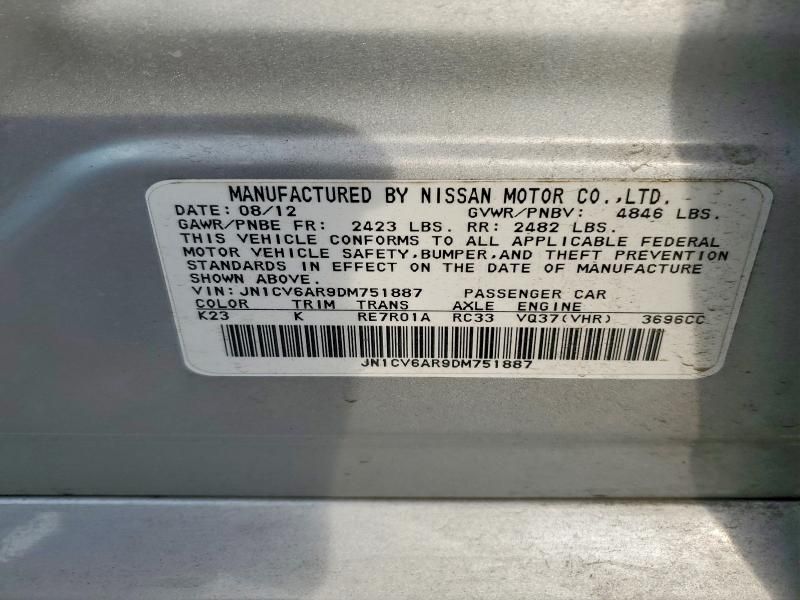 MANUFACTURED BY NISSAN MOTOR CO.,LTD.
DATE: 08/12 GVWR/PNBV: 4846 LBS.
GAWR/PNBE FR: 2423 LBS. RR: 2482 LBS.
THIS VEHICLE CONFORMS TO ALL APPLICABLE FEDERAL
MOTOR VEHICLE SAFETY,BUMPER,AND THEFT PREVENTION
STANDARDS IN EFFECT ON THE DATE OF MANUFACTURE
SHOWN ABOVE.
VIN: JN1CV6AR9DM751887 PASSENGER CAR
COLOR TRIM TRANS AXLE ENGINE
K23 K RE7R01A RC33 VQ37(VHR) 3696CC
JN1CV6AR9DM751887